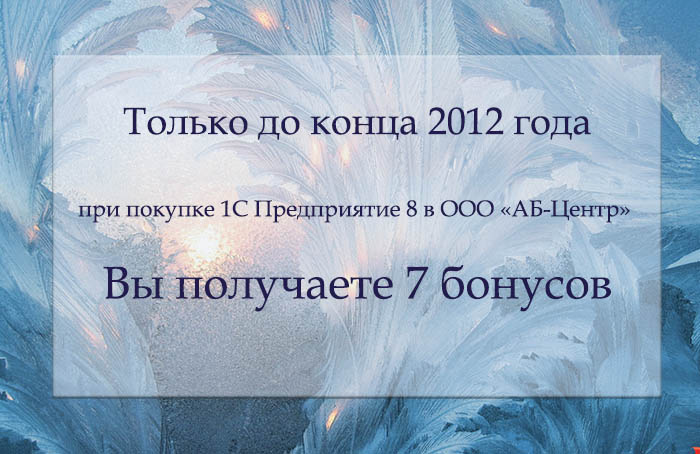 Только до конца 2012 года
при покупке 1С Предприятие 8 в ООО «АБ-Центр»
Вы получаете 7 бонусов